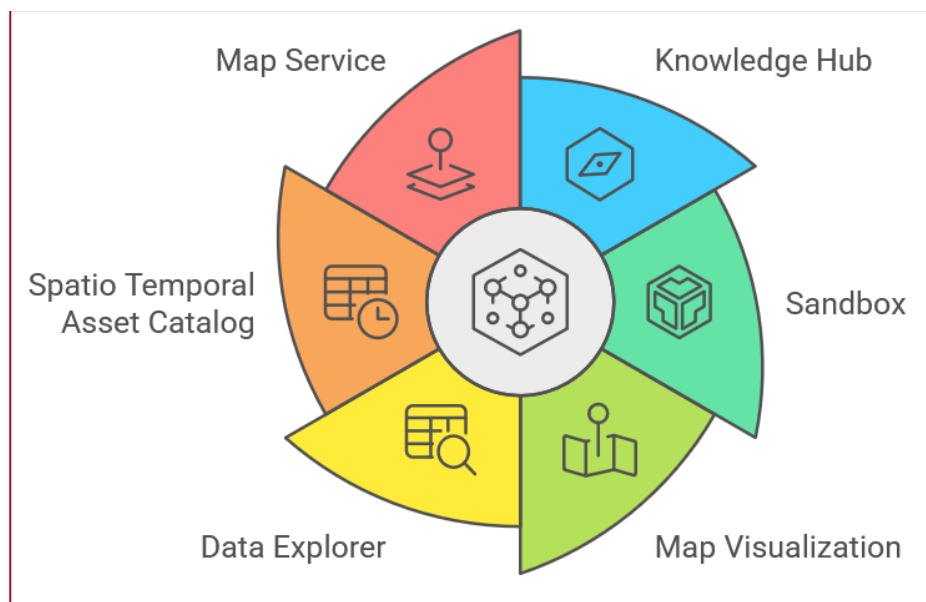 Map Service
Knowledge Hub
Spatio Temporal
Asset Catalog
Sandbox
Data Explorer
Map Visualization